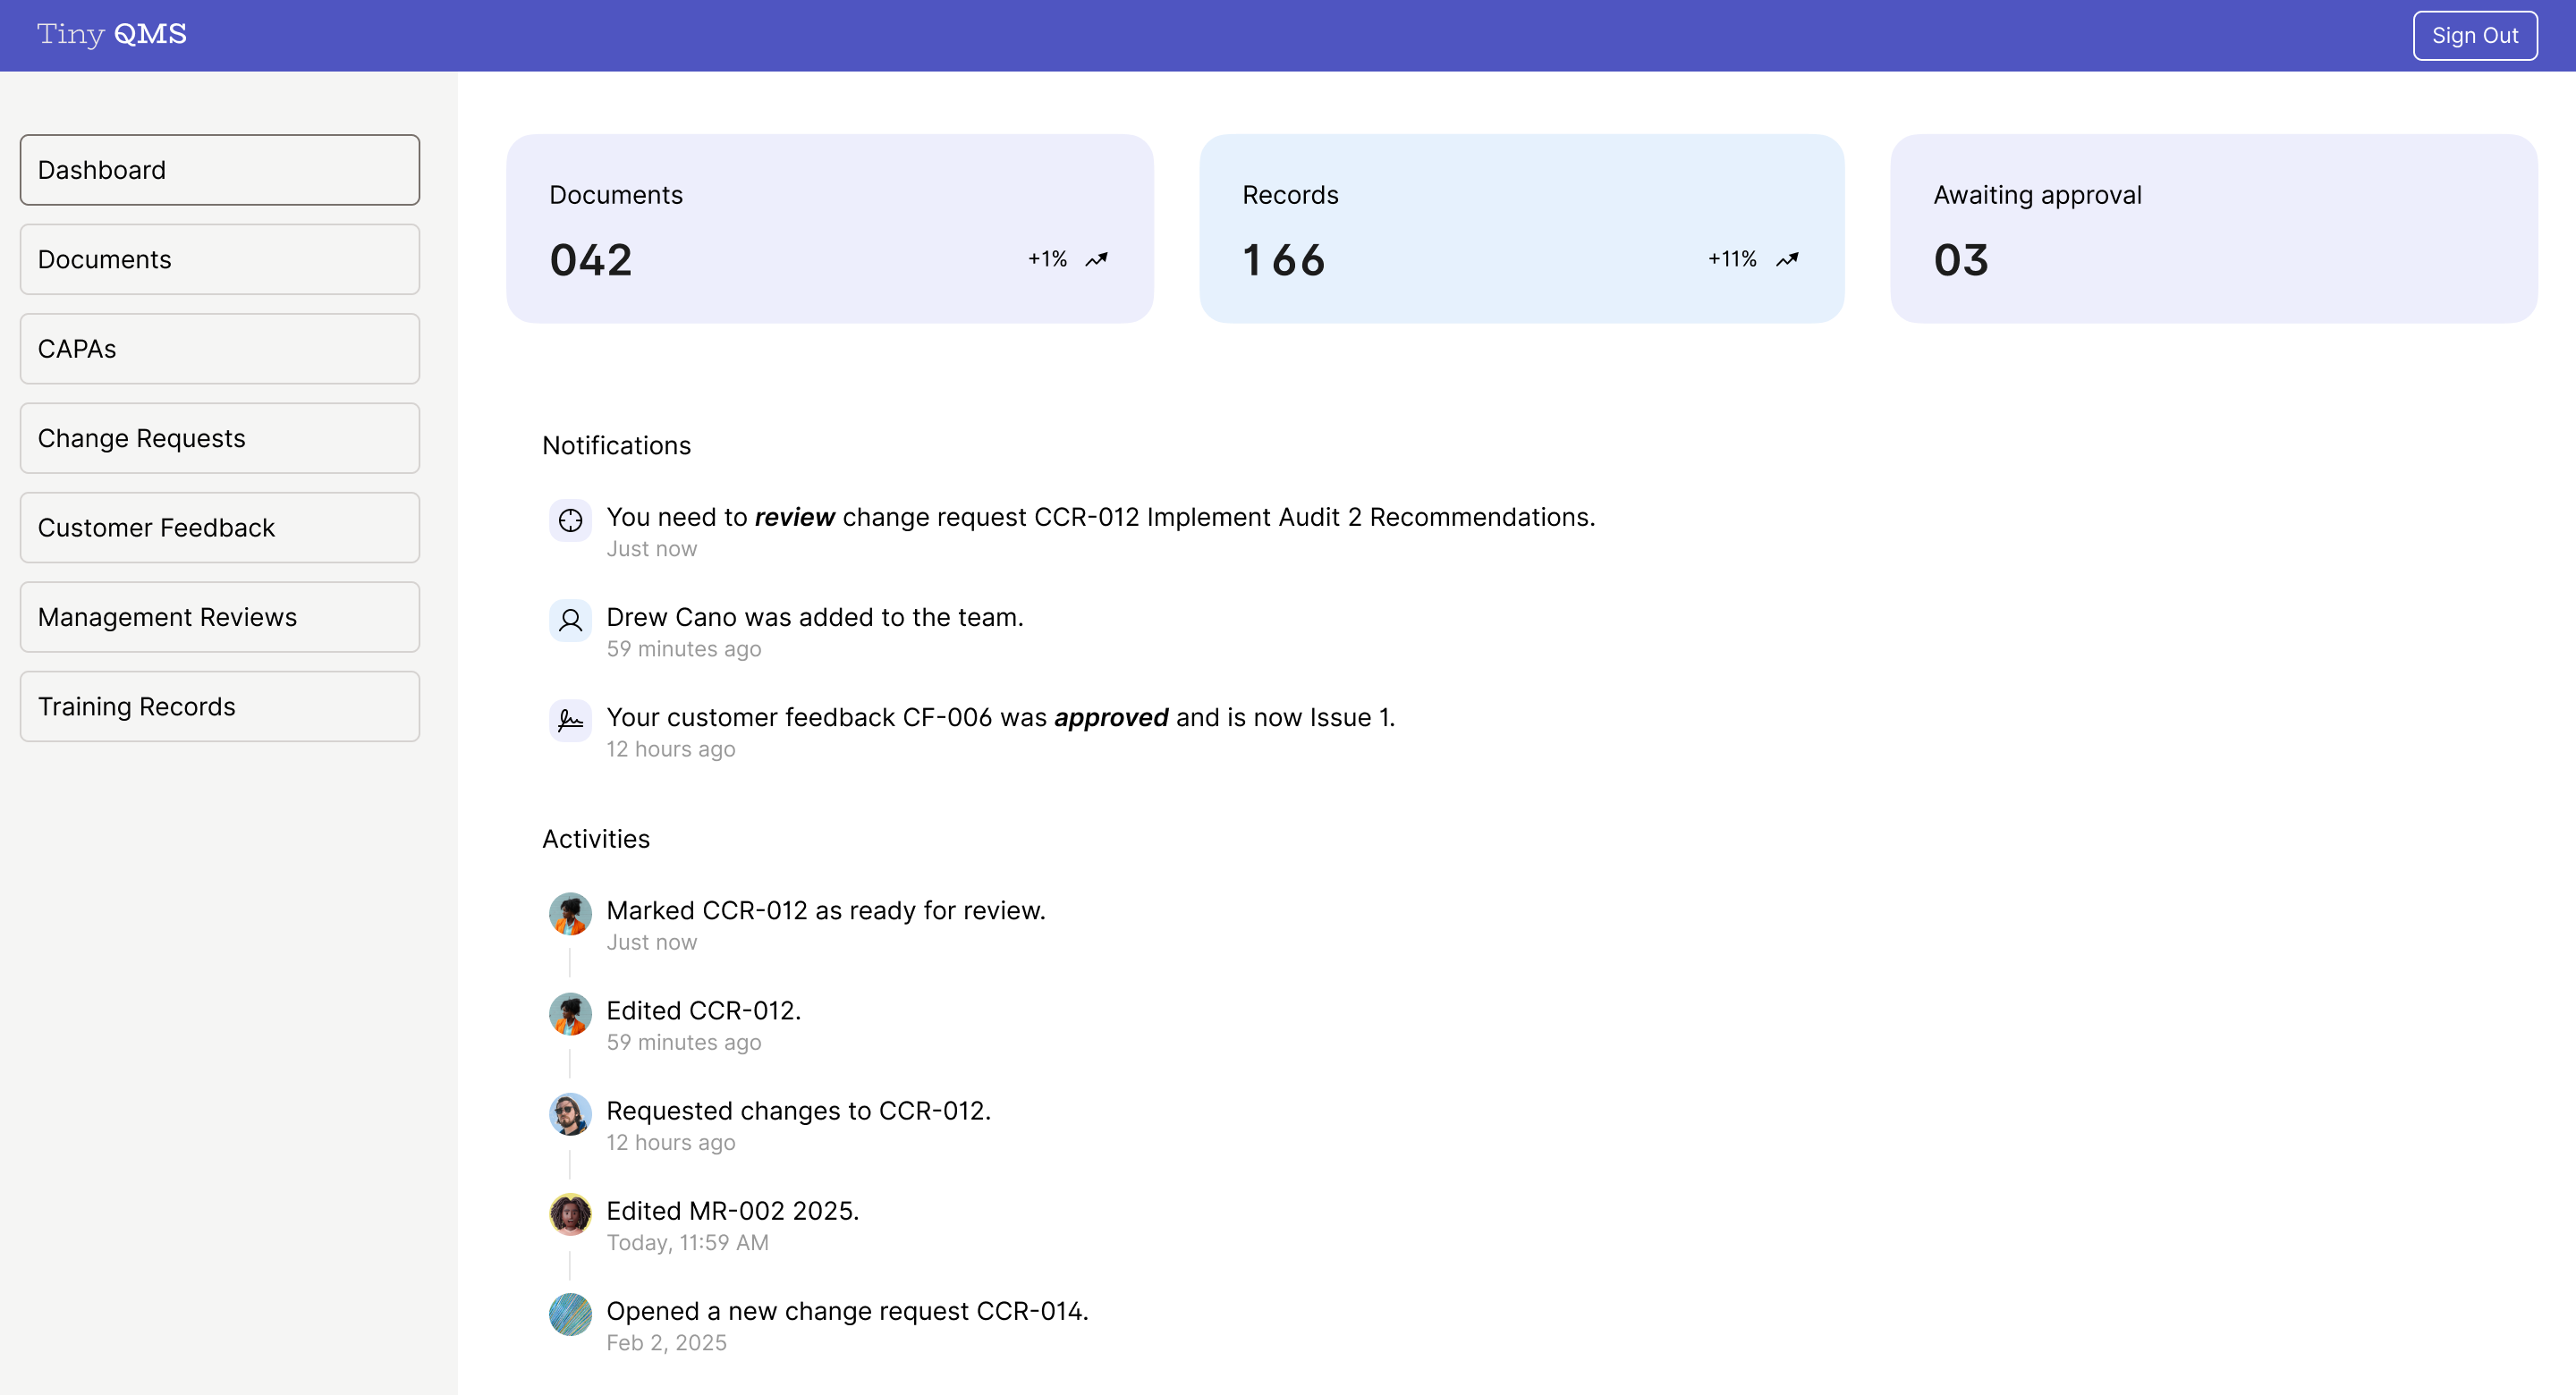 Tiny QMS
Sign Out
Dashboard
Documents
CAPAs
Change Requests
Customer Feedback
Management Reviews
Training Records
Documents
042
+1%
Records
166
+11%
Awaiting approval
03
Notifications
You need to review change request CCR-012 Implement Audit 2 Recommendations.
Just now
Drew Cano was added to the team.
59 minutes ago
Your customer feedback CF-006 was approved and is now Issue 1.
12 hours ago
Activities
Marked CCR-012 as ready for review.
Just now
Edited CCR-012.
59 minutes ago
Requested changes to CCR-012.
12 hours ago
Edited MR-002 2025.
Today, 11:59 AM
Opened a new change request CCR-014.
Feb 2, 2025